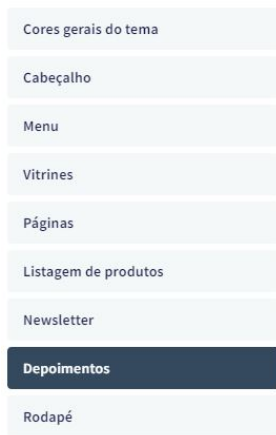 Cores gerais do tema
Cabeçalho
Menu
Vitrines
Páginas
Listagem de produtos
Newsletter
Depoimentos
Rodapé